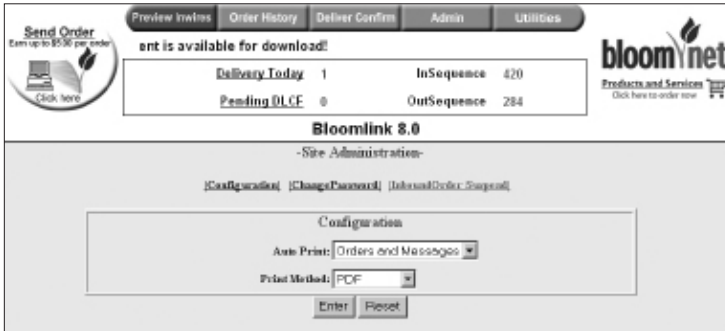 Preview Inwires Order History Deliver Confirm Admin Utilities
Send Order
Earn up to $5.00 per order
Click here
ent is available for download!
Delivery Today 1 InSequence 420
Pending DLCF 0 OutSequence 284
bloomnet
Products and Services
Click here to order now
Bloomlink 8.0
-Site Administration-
|Configuration| |ChangePassword| |InboundOrder Suspend|
Configuration
Auto Print: Orders and Messages
Print Method: PDF
Enter Reset